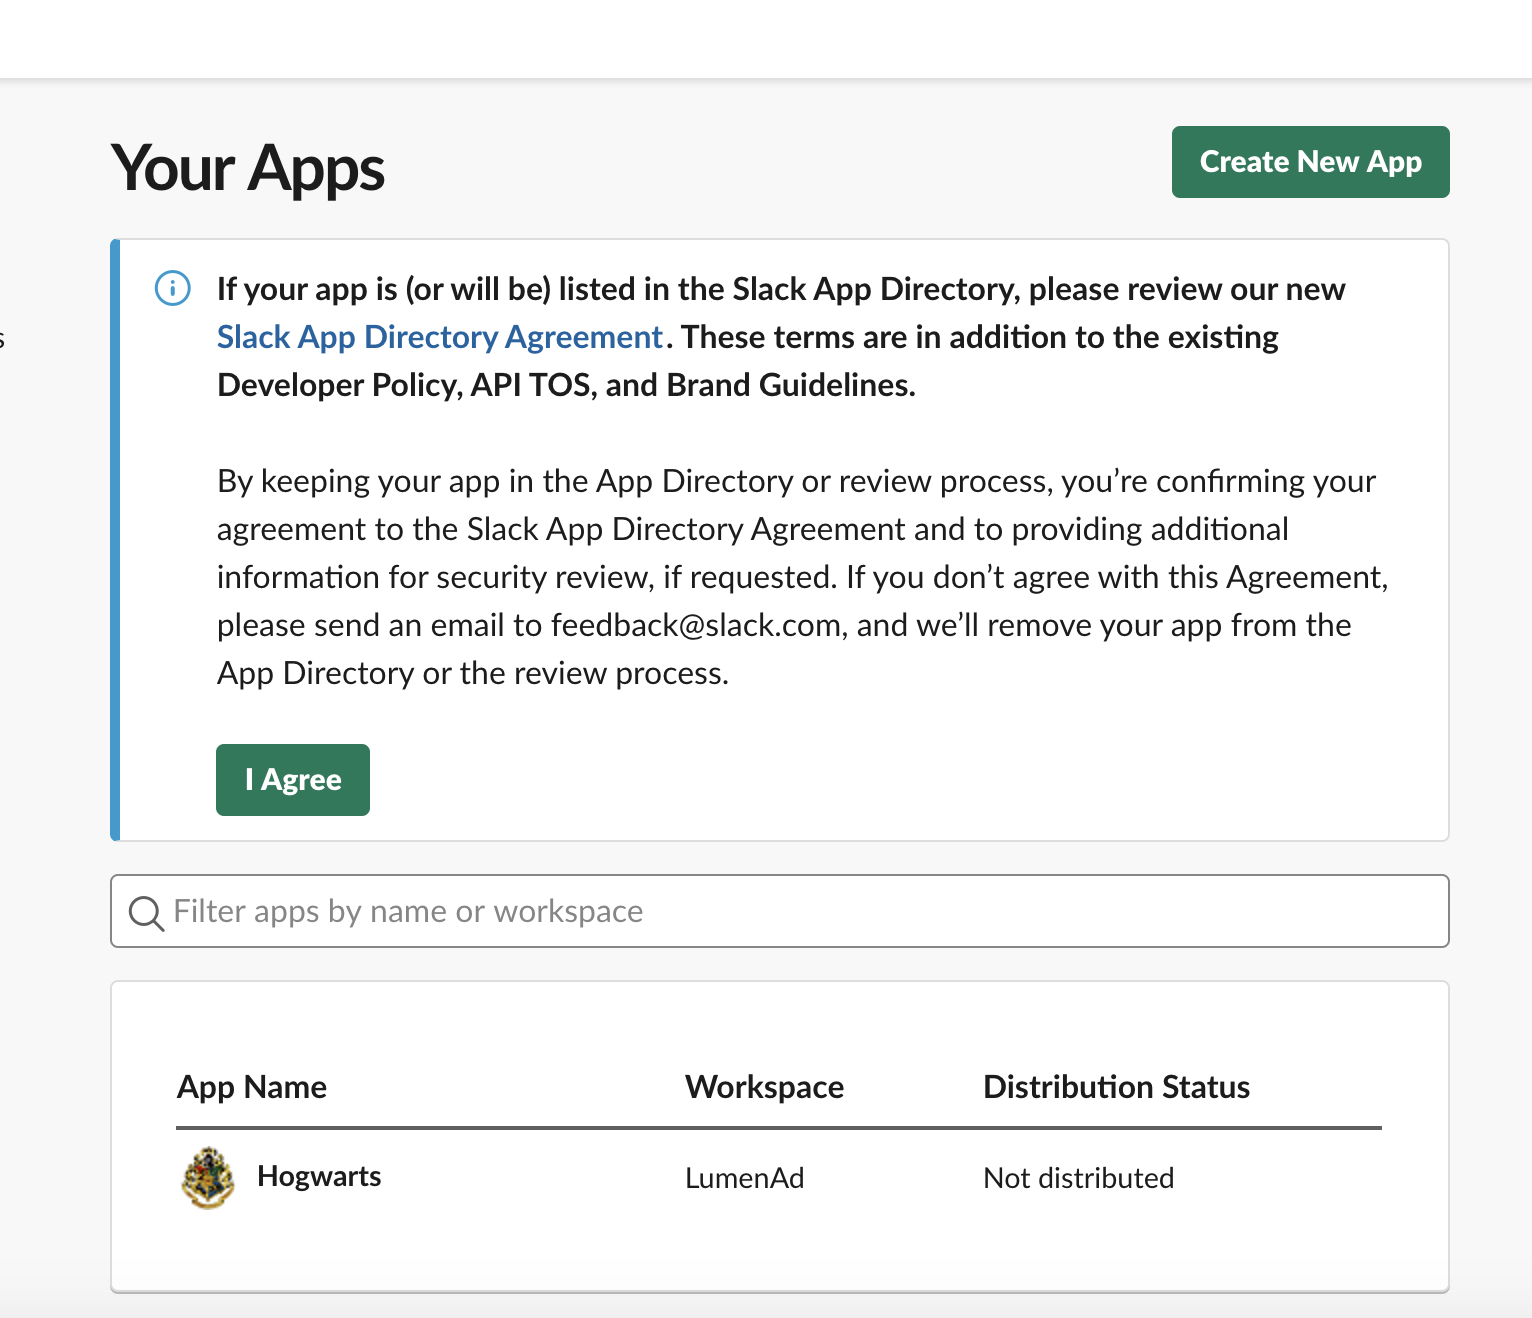 Your Apps
Create New App
If your app is (or will be) listed in the Slack App Directory, please review our new
Slack App Directory Agreement. These terms are in addition to the existing
Developer Policy, API TOS, and Brand Guidelines.
By keeping your app in the App Directory or review process, you’re confirming your
agreement to the Slack App Directory Agreement and to providing additional
information for security review, if requested. If you don’t agree with this Agreement,
please send an email to feedback@slack.com, and we’ll remove your app from the
App Directory or the review process.
I Agree
Filter apps by name or workspace
App Name Workspace Distribution Status
Hogwarts LumenAd Not distributed